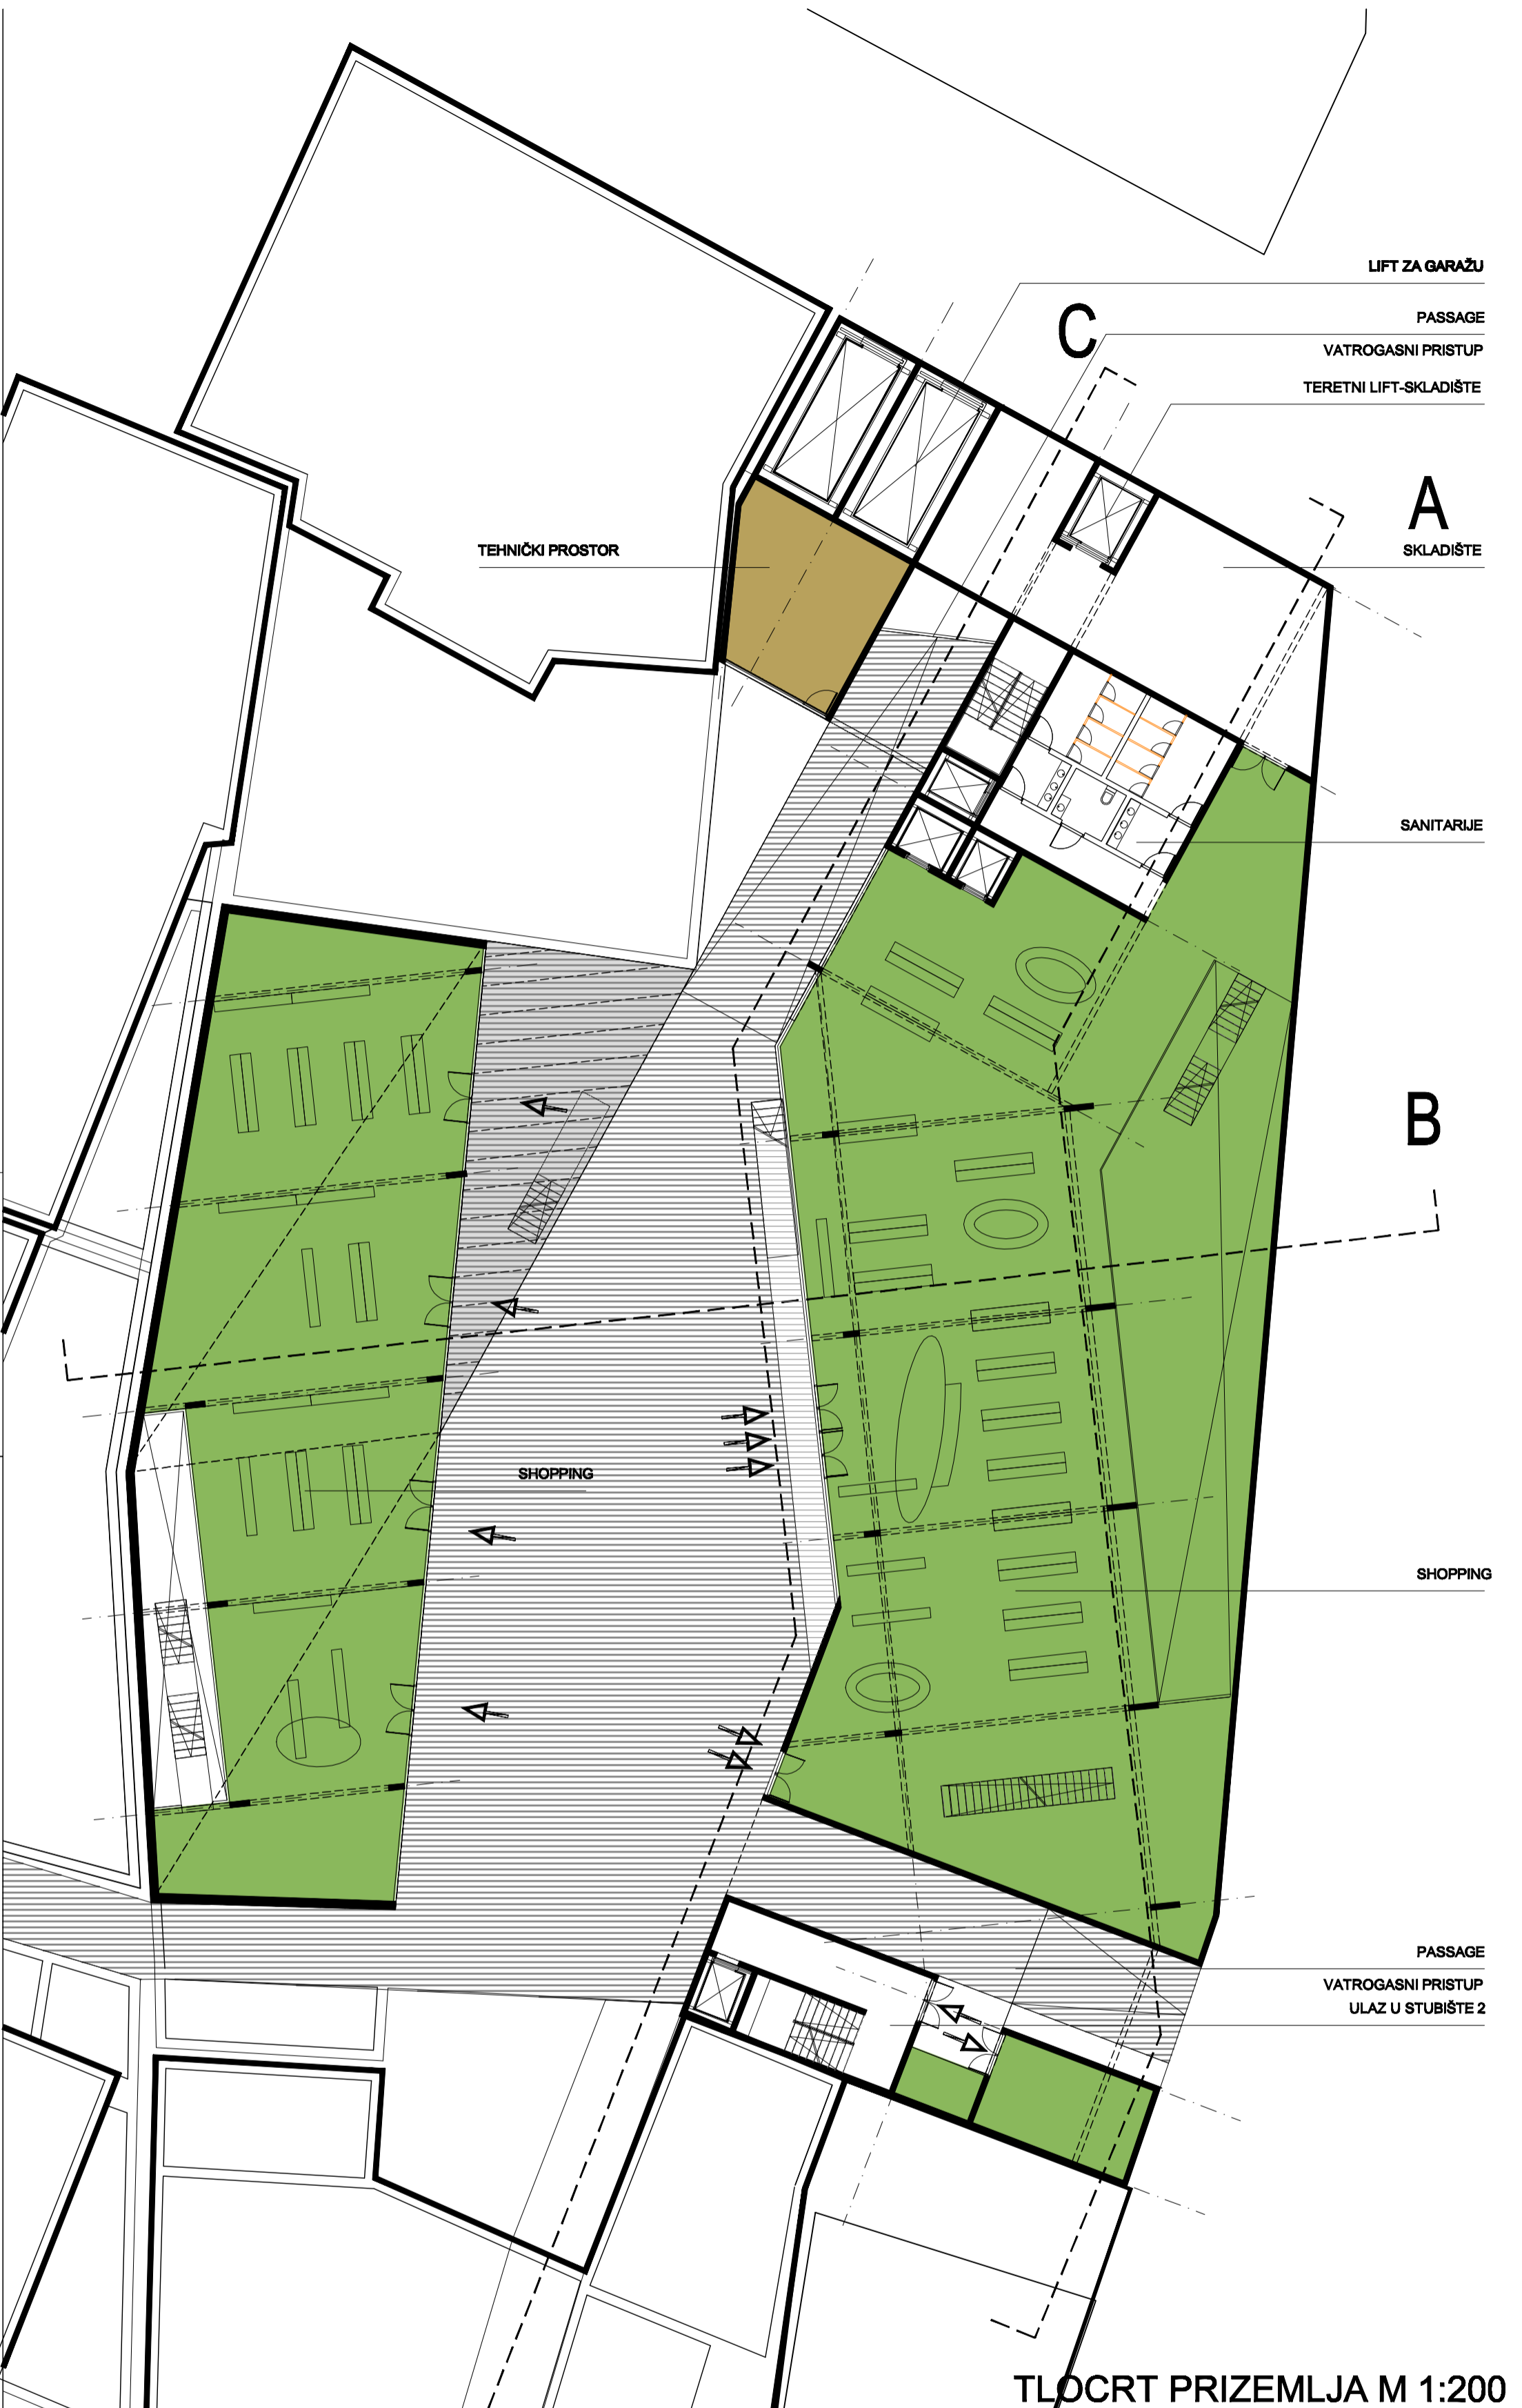 LIFT ZA GARAŽU
C
PASSAGE
VATROGASNI PRISTUP
TERETNI LIFT-SKLADIŠTE
A
SKLADIŠTE
TEHNIČKI PROSTOR
SANITARIJE
B
SHOPPING
SHOPPING
PASSAGE
VATROGASNI PRISTUP
ULAZ U STUBIŠTE 2
TLOCRT PRIZEMLJA M 1:200